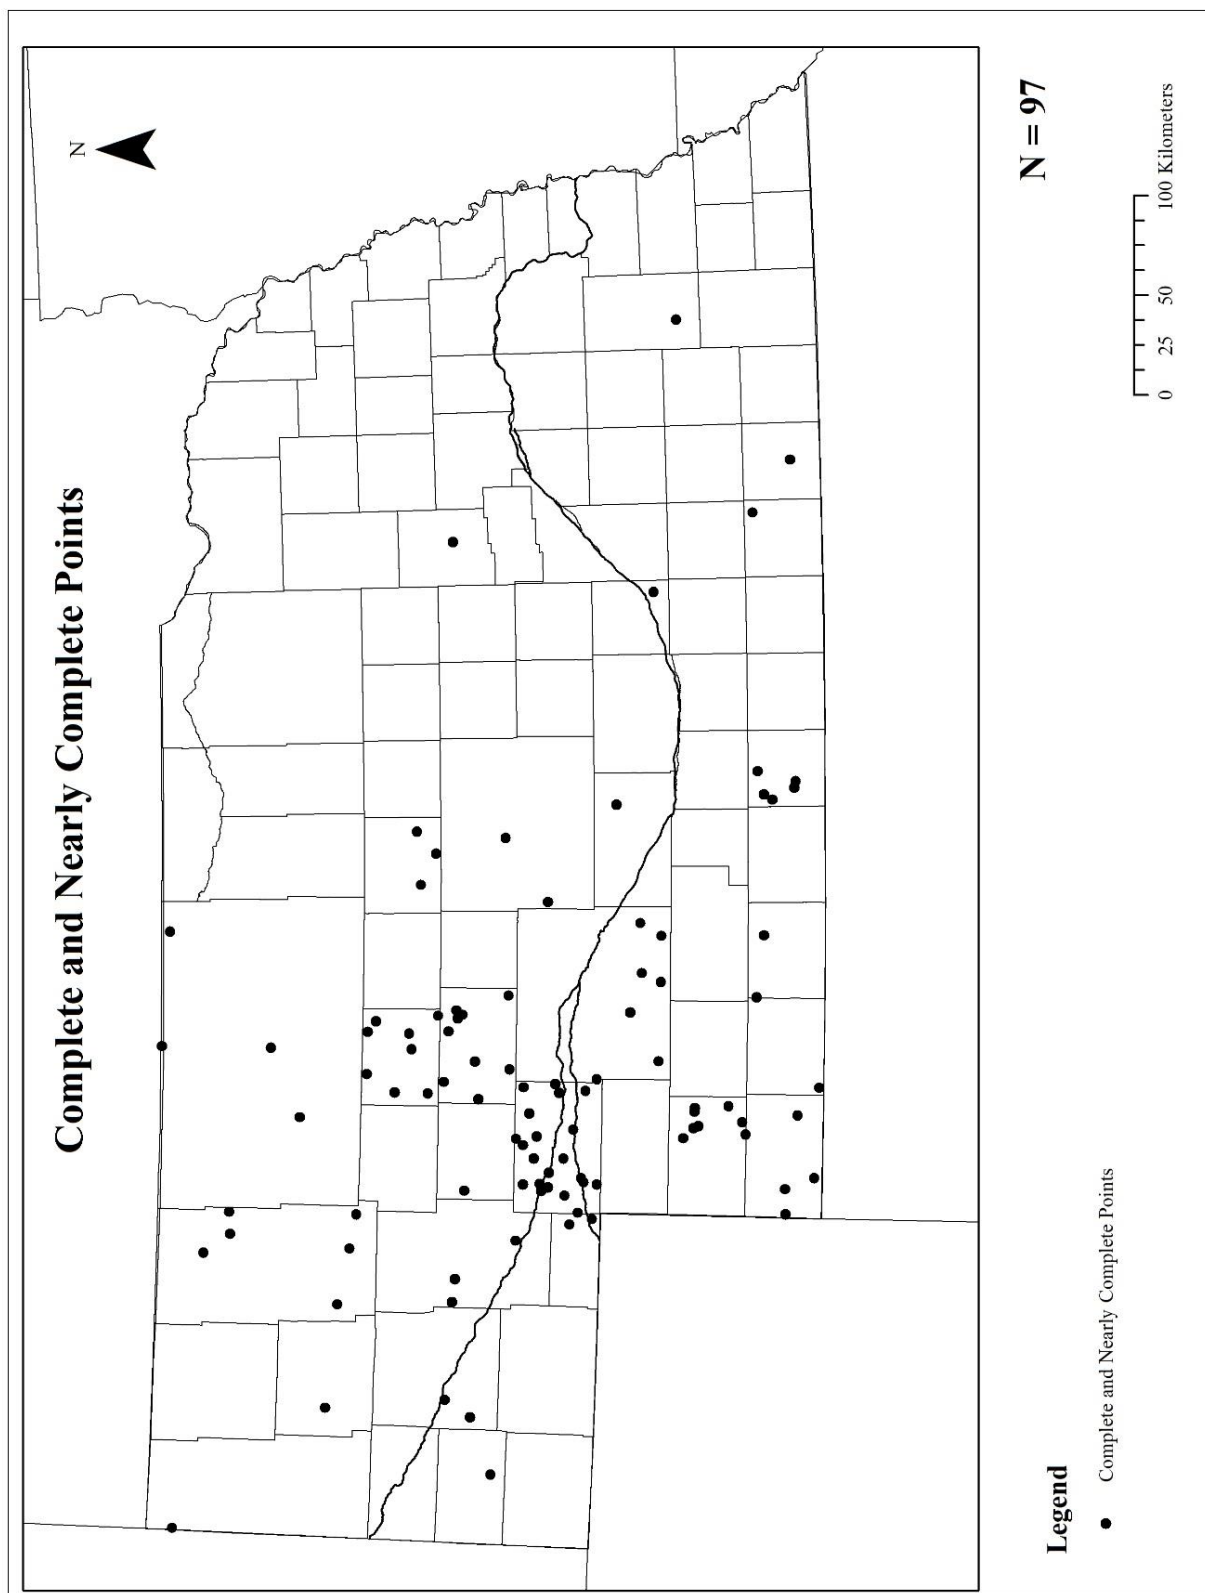 Complete and Nearly Complete Points
N
Legend
Complete and Nearly Complete Points
N = 97
0 25 50 100 Kilometers